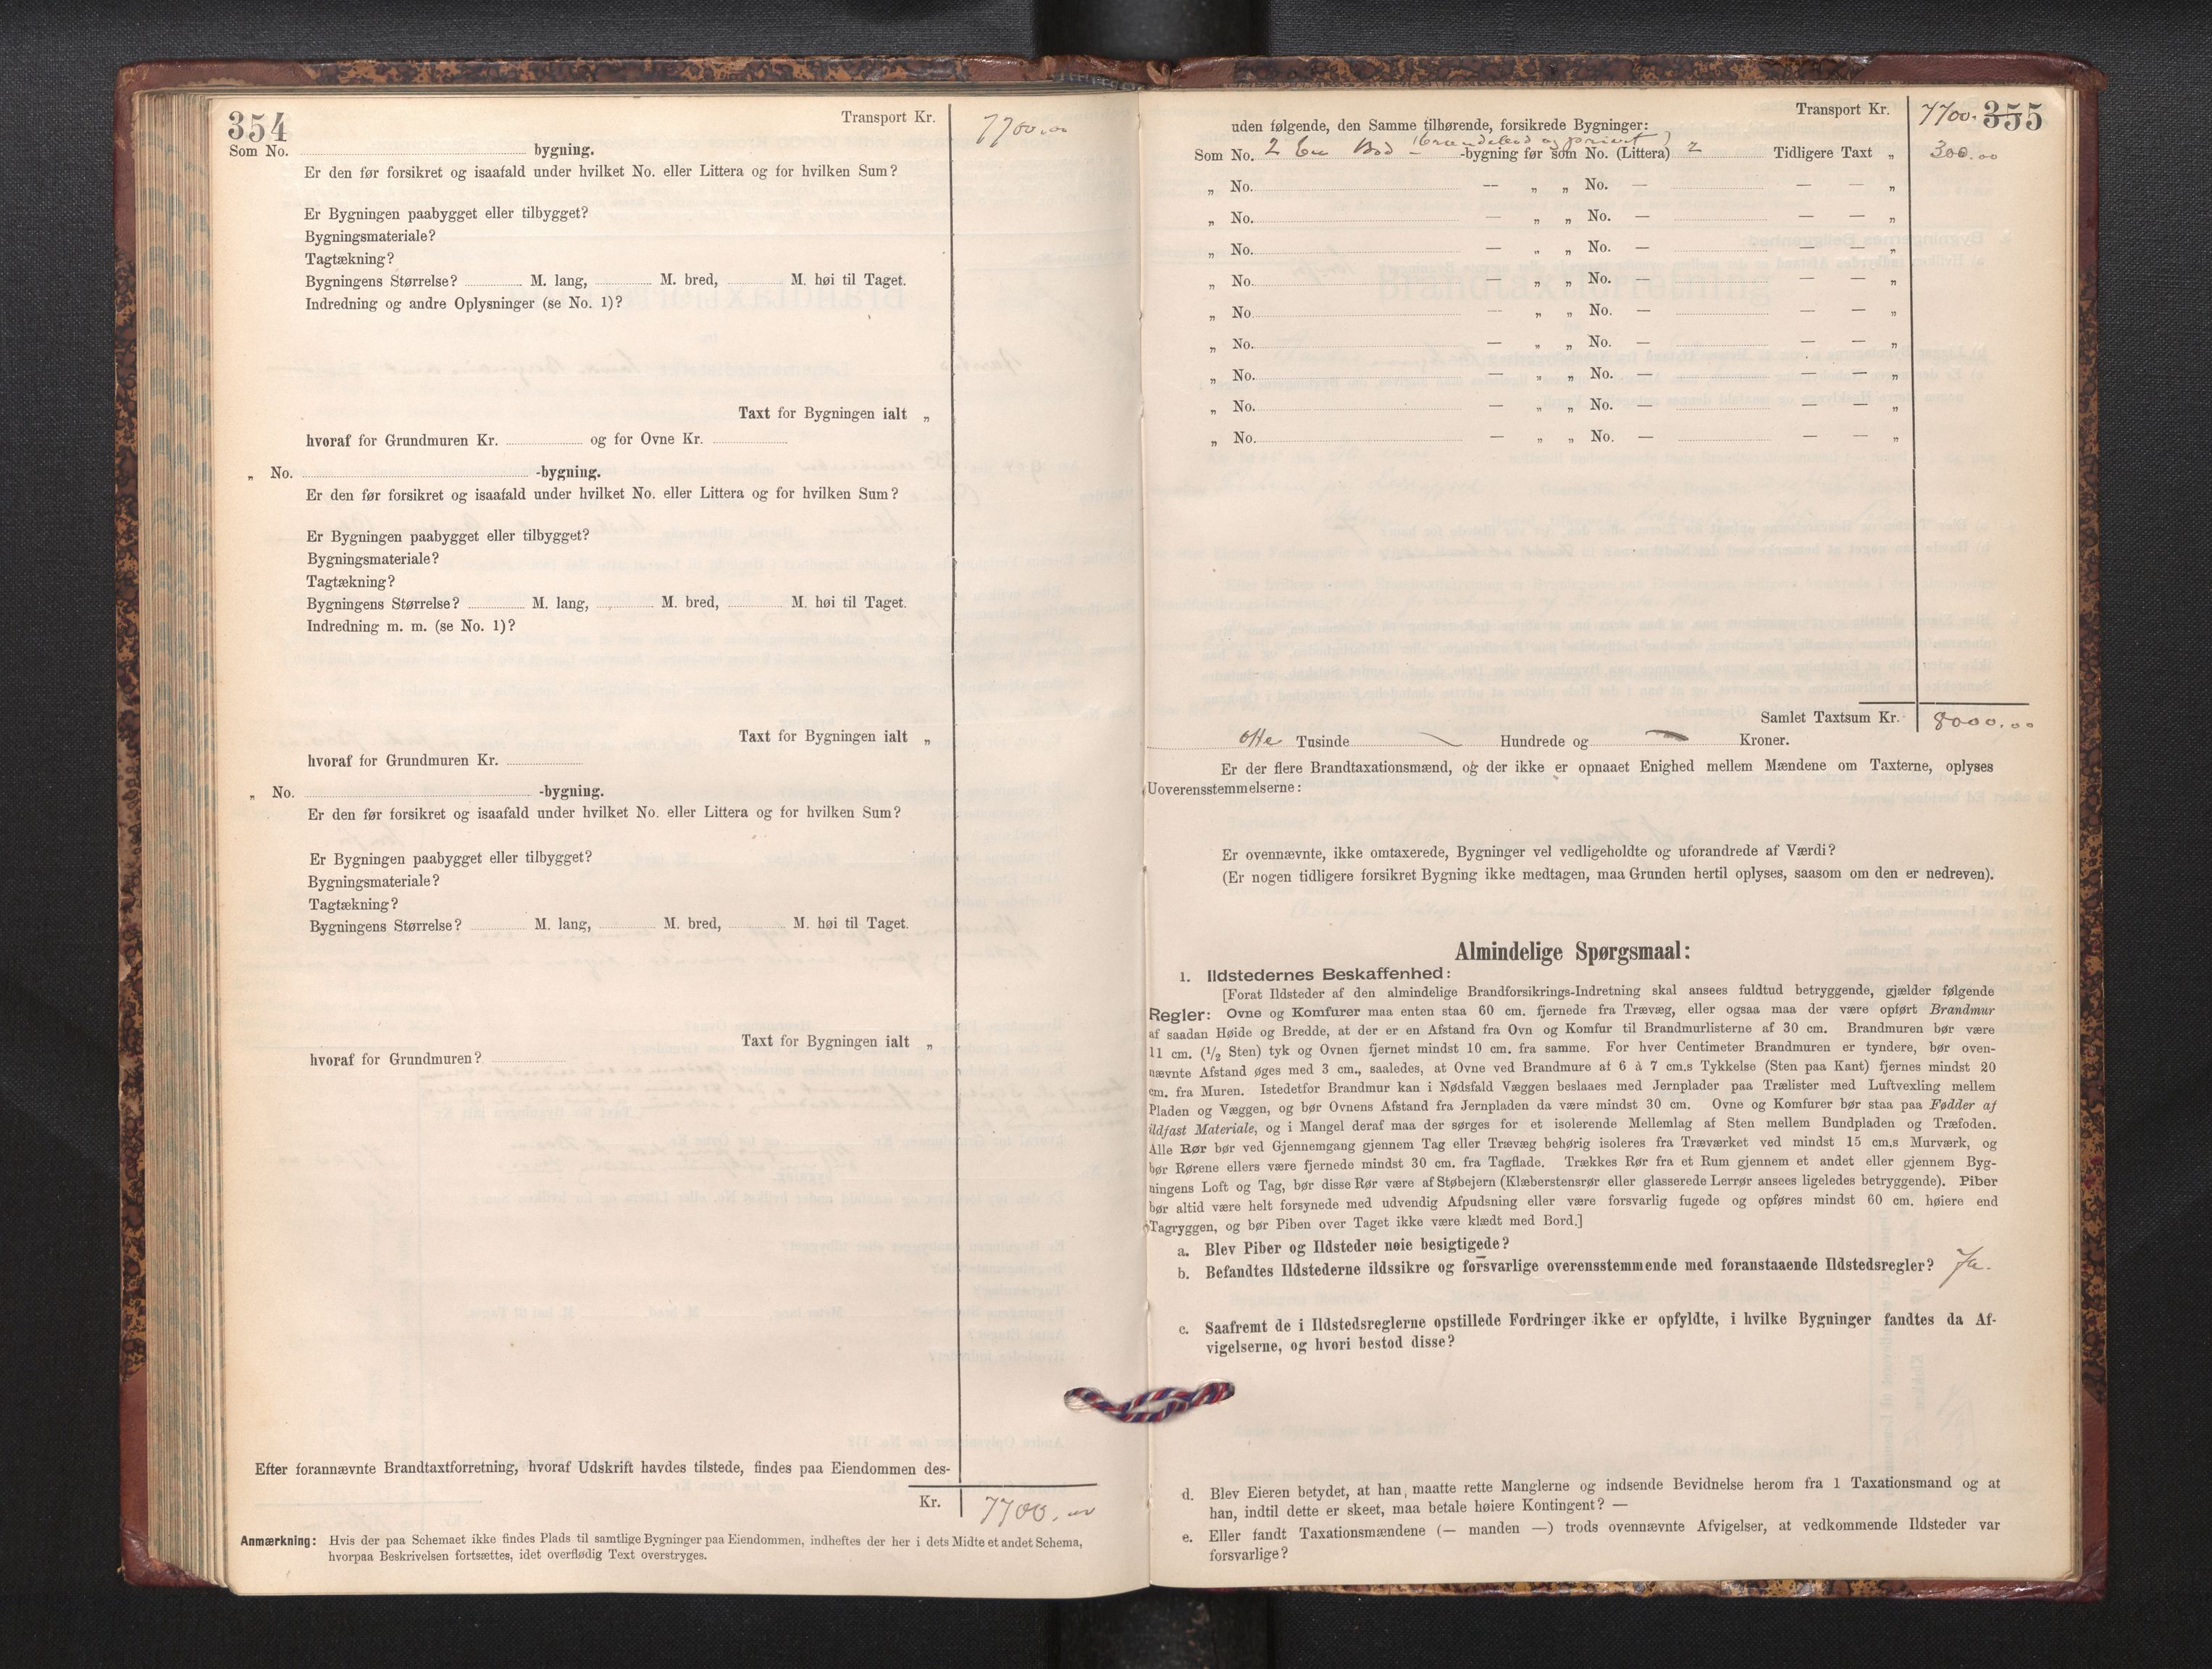 354
Transport Kr.
7700.00
Som No. bygning.
Er den før forsikret og isaafald under hvilket No. eller Littera og for hvilken Sum?
Er Bygningen paabygget eller tilbygget?
Bygningsmateriale?
Tagtækning?
Bygningens Størrelse? M. lang, M. bred, M. høi til Taget.
Indredning og andre Oplysninger (se No. 1)?
Taxt for Bygningen ialt „
hvoraf for Grundmuren Kr. og for Ovne Kr.
„ No. -bygning.
Er den før forsikret og isaafald under hvilket No. eller Littera og for hvilken Sum?
Er Bygningen paabygget eller tilbygget?
Bygningsmateriale?
Tagtækning?
Bygningens Størrelse? M. lang, M. bred, M. høi til Taget.
Indredning m. m. (se No. 1)?
Taxt for Bygningen ialt „
hvoraf for Grundmuren Kr.
„ No. -bygning.
Er den før forsikret og isaafald under hvilket No. eller Littera og for hvilken Sum?
Er Bygningen paabygget eller tilbygget?
Bygningsmateriale?
Tagtækning?
Bygningens Størrelse? M. lang, M. bred, M. høi til Taget.
Taxt for Bygningen ialt „
hvoraf for Grundmuren?
Efter forannævnte Brandtaxtforretning, hvoraf Udskrift havdes tilstede, findes paa Eiendommen des-
Kr. 7700.00
Anmærkning: Hvis der paa Schemaet ikke findes Plads til samtlige Bygninger paa Eiendommen, indheftes der her i dets Midte et andet Schema,
hvorpaa Beskrivelsen fortsættes, idet overflødig Text overstryges.
Transport Kr. 7700. 355
uden følgende, den Samme tilhørende, forsikrede Bygninger:
Som No. 2 En Bod -bygning før som No. (Littera) 2 Tidligere Taxt „ 300.00
„ No. — „ „ No. — — — „
„ No. — „ „ No. — — — „
„ No. — „ „ No. — — — „
„ No. — „ „ No. — — — „
„ No. — „ „ No. — — — „
„ No. — „ „ No. — — — „
„ No. — „ „ No. — — — „
„ No. — „ „ No. — — — „
„ No. — „ „ No. — — — „
Samlet Taxtsum Kr. 8000.00
otte Tusinde — Hundrede og — Kroner.
Er der flere Brandtaxationsmænd, og der ikke er opnaaet Enighed mellem Mændene om Taxterne, oplyses
Uoverensstemmelserne:
Er ovennævnte, ikke omtaxerede, Bygninger vel vedligeholdte og uforandrede af Værdi?
(Er nogen tidligere forsikret Bygning ikke medtagen, maa Grunden hertil oplyses, saasom om den er nedreven).
Almindelige Spørgsmaal:
1. Ildstedernes Beskaffenhed:
[Forat Ildsteder af den almindelige Brandforsikrings-Indretning skal ansees fuldtud betryggende, gjælder følgende
Regler: Ovne og Komfurer maa enten staa 60 cm. fjernede fra Trævæg, eller ogsaa maa der være opført Brandmur
af saadan Høide og Bredde, at der er en Afstand fra Ovn og Komfur til Brandmurlisterne af 30 cm. Brandmuren bør være
11 cm. (1/2 Sten) tyk og Ovnen fjernet mindst 10 cm. fra samme. For hver Centimeter Brandmuren er tyndere, bør oven-
nævnte Afstand øges med 3 cm., saaledes, at Ovne ved Brandmure af 6 à 7 cm.s Tykkelse (Sten paa Kant) fjernes mindst 20
cm. fra Muren. Istedetfor Brandmur kan i Nødsfald Væggen beslaaes med Jernplader paa Trælister med Luftvexling mellem
Pladen og Væggen, og bør Ovnens Afstand fra Jernpladen da være mindst 30 cm. Ovne og Komfurer bør staa paa Fødder af
ildfast Materiale, og i Mangel deraf maa der sørges for et isolerende Mellemlag af Sten mellem Bundpladen og Træfoden.
Alle Rør bør ved Gjennemgang gjennem Tag eller Trævæg behørig isoleres fra Træværket ved mindst 15 cm.s Murværk, og
bør Rørene ellers være fjernede mindst 30 cm. fra Tagflade. Trækkes Rør fra et Rum gjennem et andet eller gjennem Byg-
ningens Loft og Tag, bør disse Rør være af Støbejern (Klæberstensrør eller glasserede Lerrør ansees ligeledes betryggende). Piber
bør altid være helt forsynede med udvendig Afpudsning eller være forsvarlig fugede og opføres mindst 60 cm. høiere end
Tagryggen, og bør Piben over Taget ikke være klædt med Bord.]
a. Blev Piber og Ildsteder nøie besigtigede?
b. Befandtes Ildstederne ildssikre og forsvarlige overensstemmende med foranstaaende Ildstedsregler? Ja.
c. Saafremt de i Ildstedsreglerne opstillede Fordringer ikke er opfyldte, i hvilke Bygninger fandtes da Af-
vigelserne, og hvori bestod disse?
d. Blev Eieren betydet, at han maatte rette Manglerne og indsende Bevidnelse herom fra 1 Taxationsmand og at
han, indtil dette er skeet, maa betale høiere Kontingent? —
e. Eller fandt Taxationsmændene (— manden —) trods ovennævnte Afvigelser, at vedkommende Ildsteder var
forsvarlige?